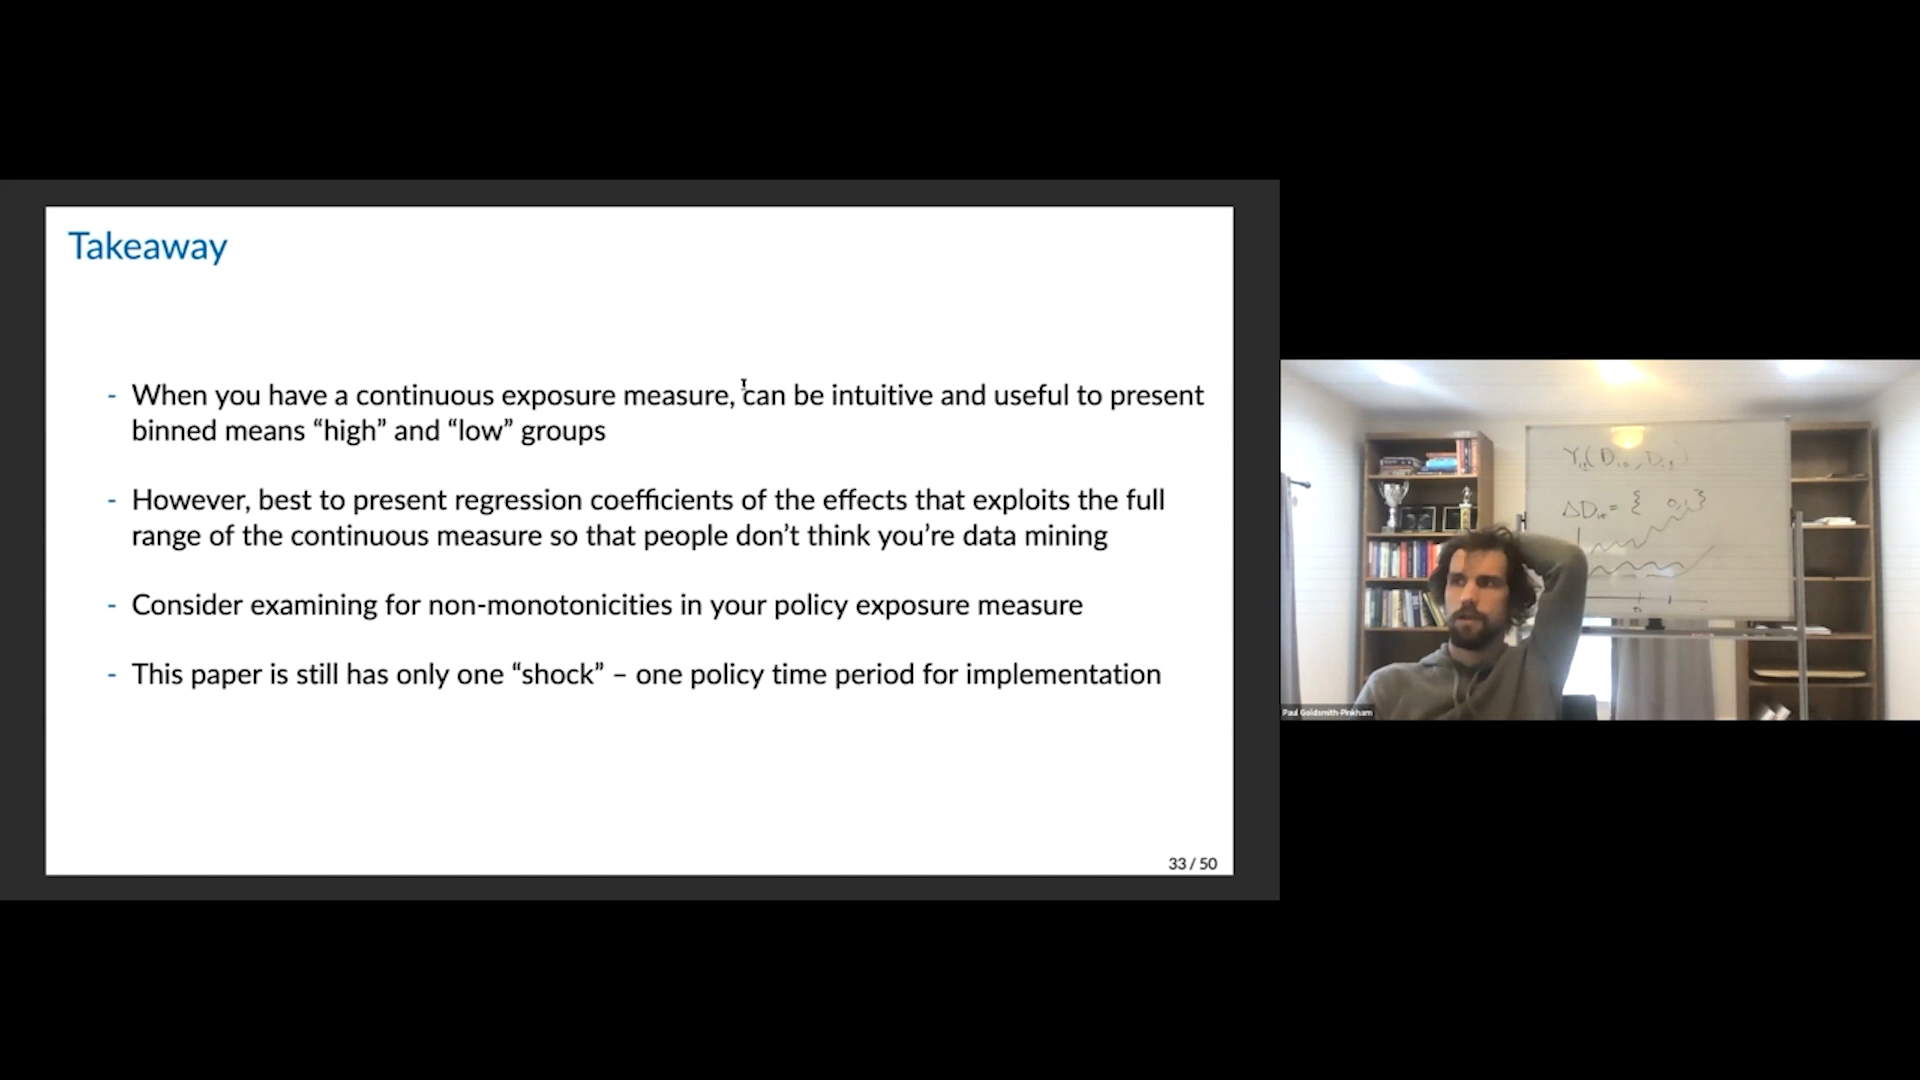 Takeaway
- When you have a continuous exposure measure, can be intuitive and useful to present
binned means “high” and “low” groups
- However, best to present regression coefficients of the effects that exploits the full
range of the continuous measure so that people don’t think you’re data mining
- Consider examining for non-monotonicities in your policy exposure measure
- This paper is still has only one “shock” – one policy time period for implementation
33 / 50
Paul Goldsmith-Pinkham